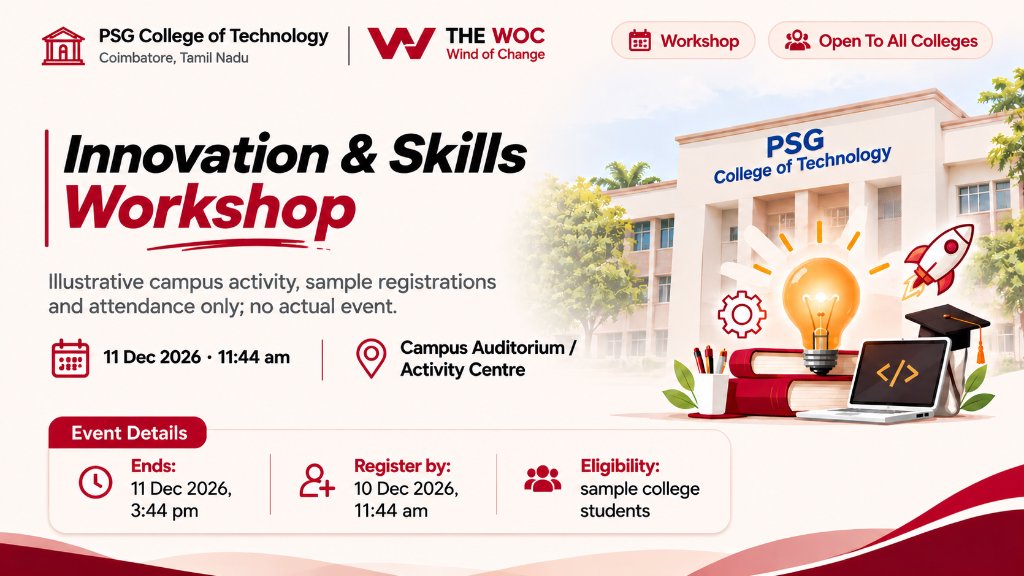 PSG College of Technology
Coimbatore, Tamil Nadu
THE WOC
Wind of Change
Workshop
Open To All Colleges
Innovation & Skills
Workshop
Illustrative campus activity, sample registrations
and attendance only; no actual event.
11 Dec 2026 · 11:44 am
Campus Auditorium /
Activity Centre
PSG
College of Technology
</>
Event Details
Ends:
11 Dec 2026,
3:44 pm
Register by:
10 Dec 2026,
11:44 am
Eligibility:
sample college
students